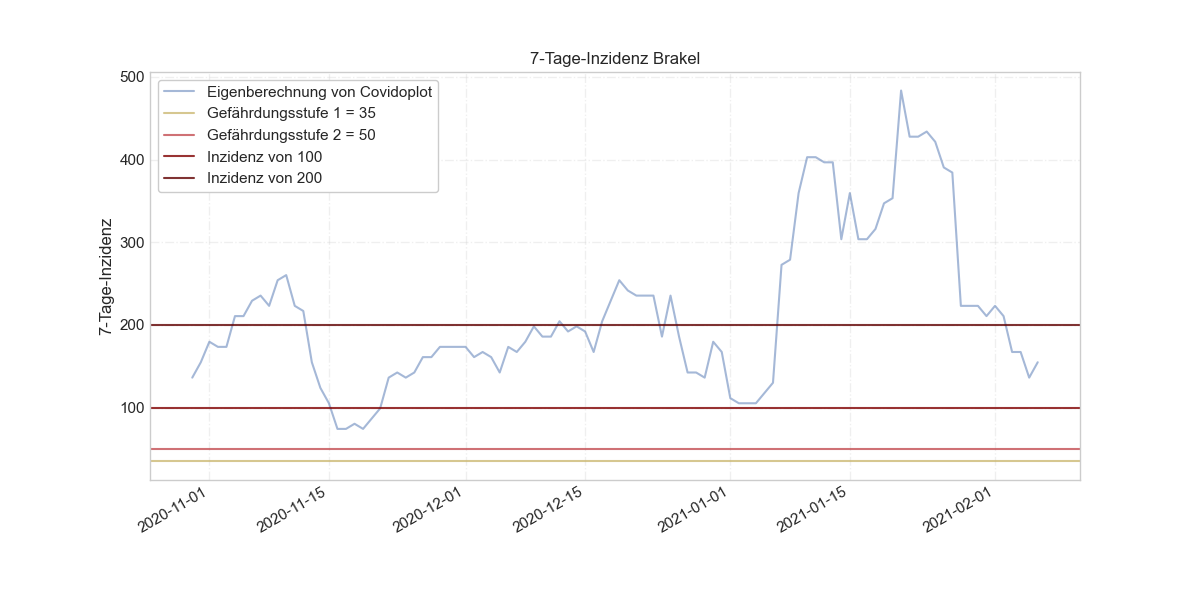 7-Tage-Inzidenz Brakel
500
400
300
200
100
7-Tage-Inzidenz
Eigenberechnung von Covidoplot
Gefährdungsstufe 1 = 35
Gefährdungsstufe 2 = 50
Inzidenz von 100
Inzidenz von 200
2020-11-01
2020-11-15
2020-12-01
2020-12-15
2021-01-01
2021-01-15
2021-02-01